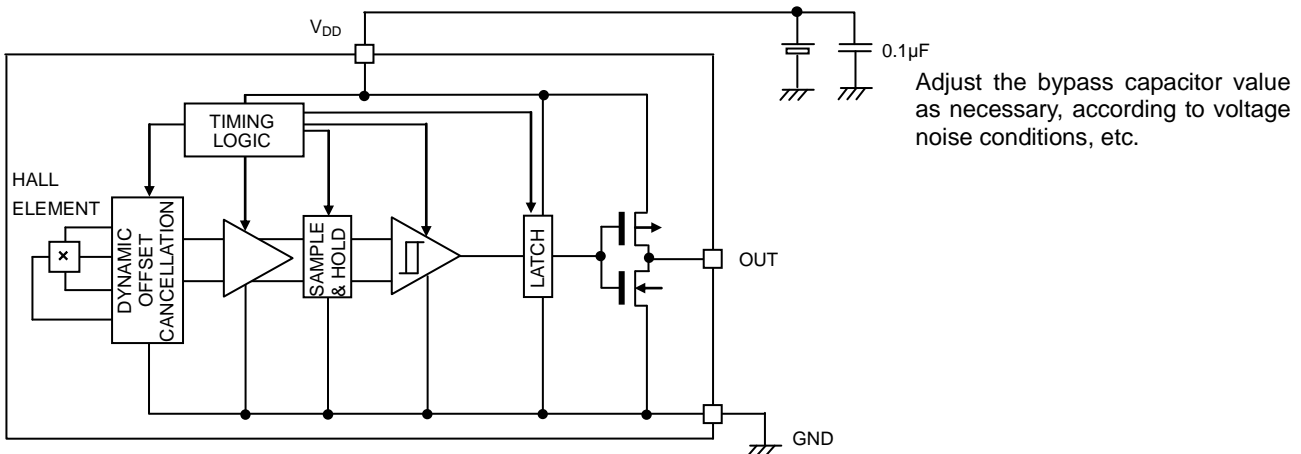 VDD
0.1µF
Adjust the bypass capacitor value
as necessary, according to voltage
noise conditions, etc.
TIMING
LOGIC
HALL
ELEMENT
DYNAMIC
OFFSET
CANCELLATION
SAMPLE
& HOLD
LATCH
OUT
GND